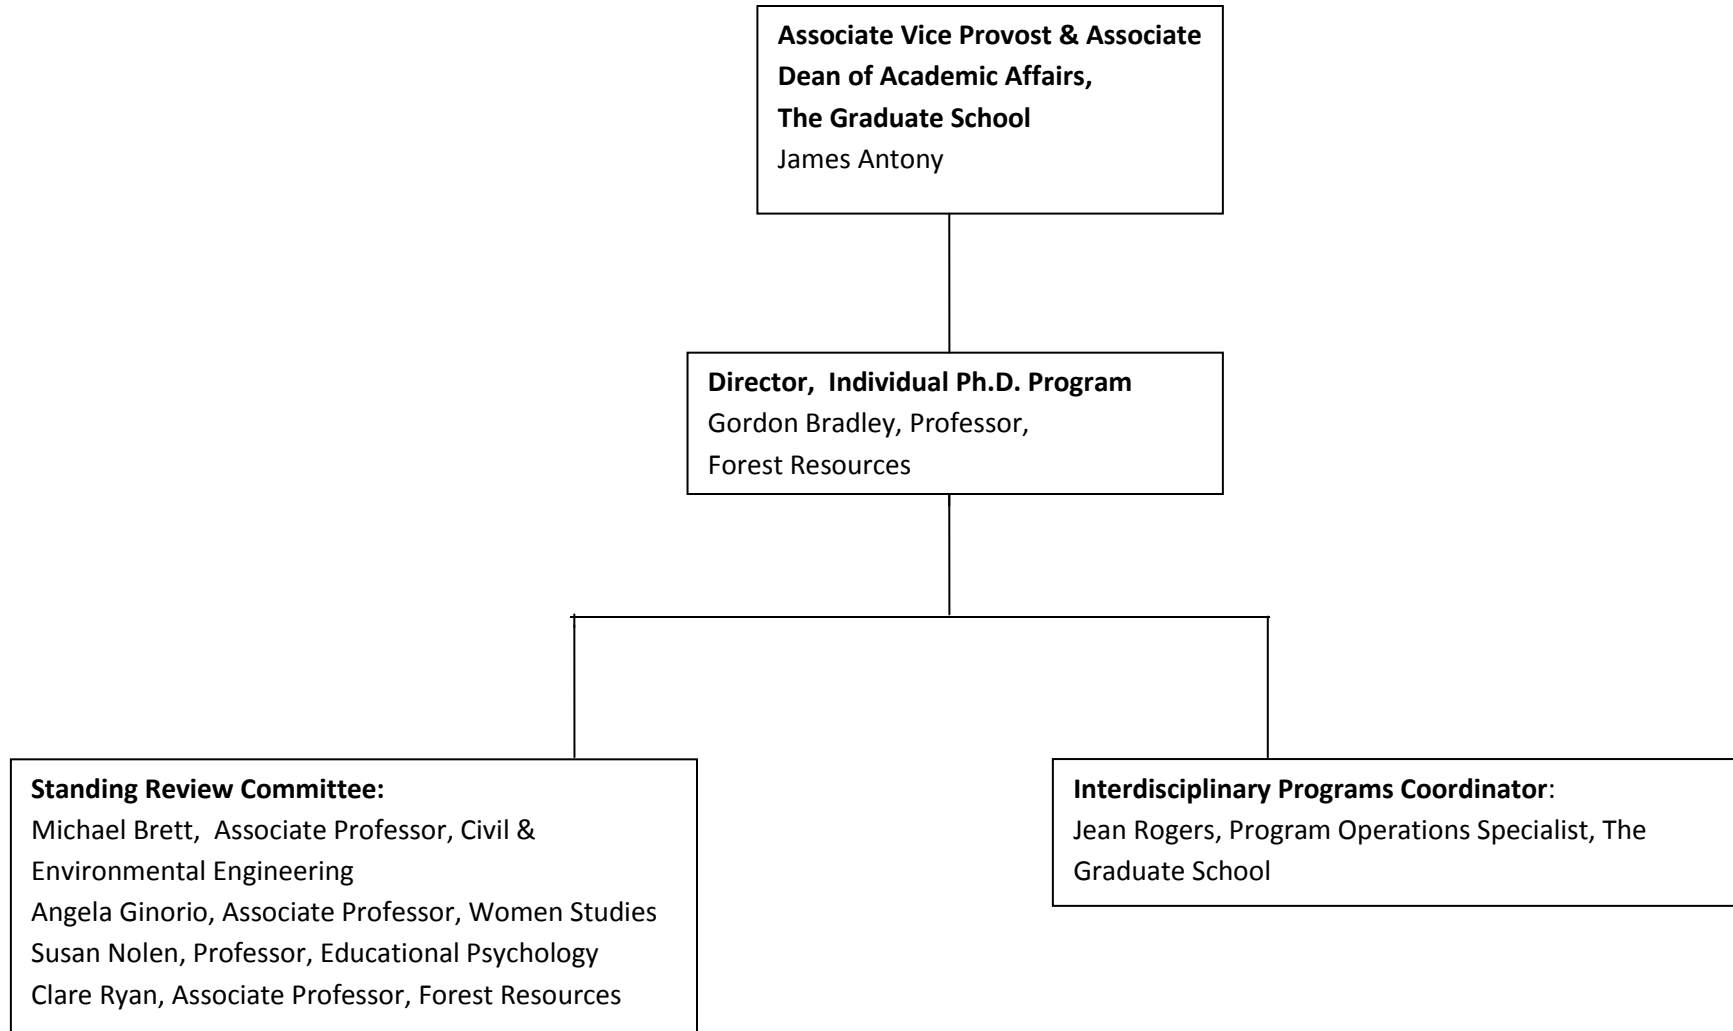 Associate Vice Provost & Associate
Dean of Academic Affairs,
The Graduate School
James Antony
Director,  Individual Ph.D. Program
Gordon Bradley, Professor,
Forest Resources
Standing Review Committee:
Michael Brett,  Associate Professor, Civil &
Environmental Engineering
Angela Ginorio, Associate Professor, Women Studies
Susan Nolen, Professor, Educational Psychology
Clare Ryan, Associate Professor, Forest Resources
Interdisciplinary Programs Coordinator:
Jean Rogers, Program Operations Specialist, The
Graduate School